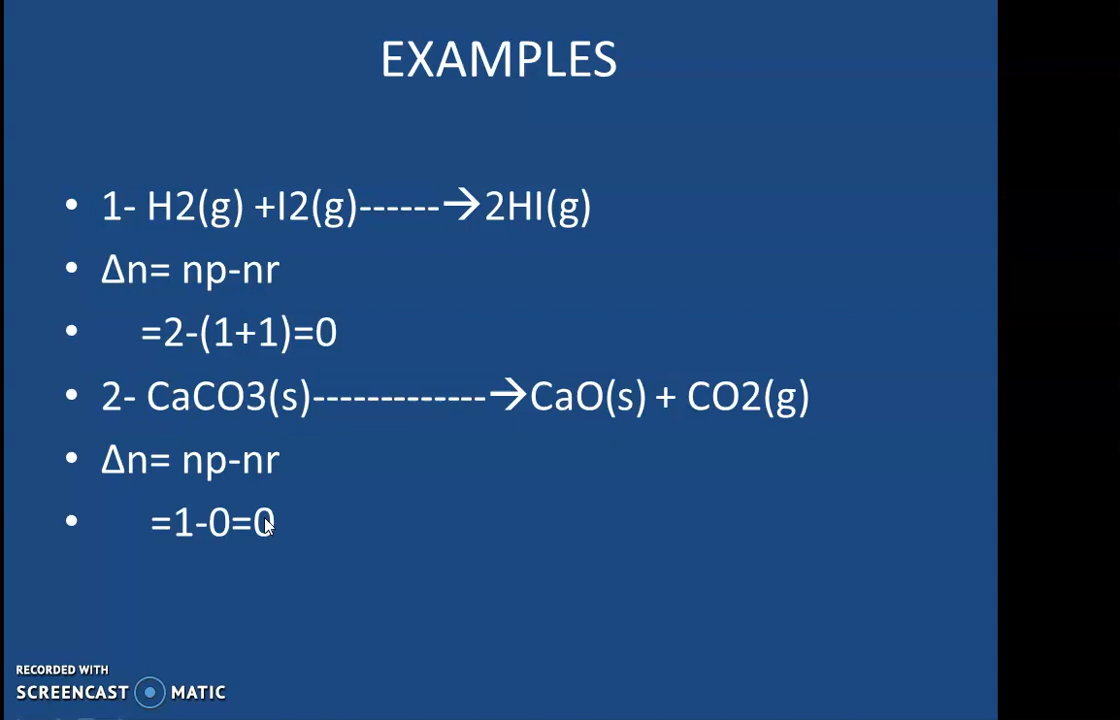 EXAMPLES
• 1- H2(g) +I2(g)------→2HI(g)
• Δn= np-nr
• =2-(1+1)=0
• 2- CaCO3(s)-------------→CaO(s) + CO2(g)
• Δn= np-nr
• =1-0=0
RECORDED WITH
SCREENCAST MATIC